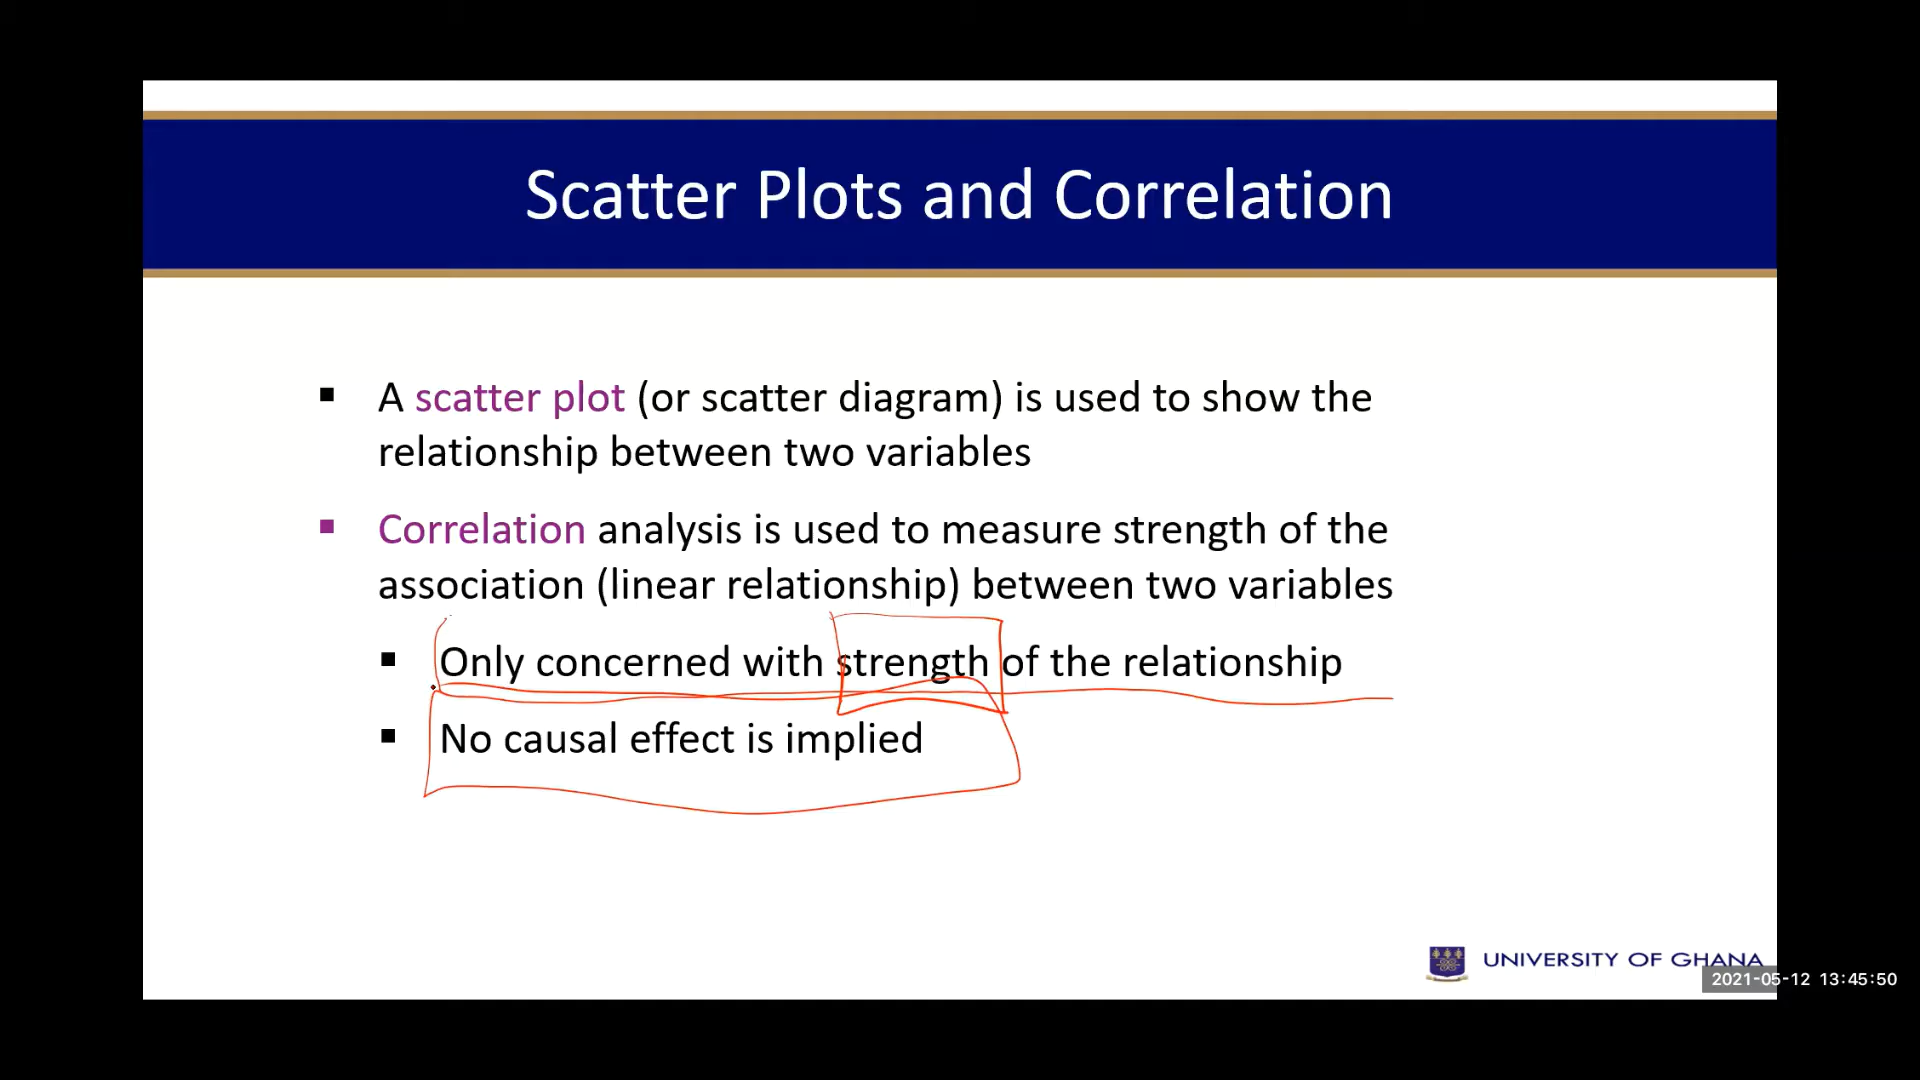 Scatter Plots and Correlation
A scatter plot (or scatter diagram) is used to show the
relationship between two variables
Correlation analysis is used to measure strength of the
association (linear relationship) between two variables
Only concerned with strength of the relationship
No causal effect is implied
UNIVERSITY OF GHANA
2021-05-12 13:45:50